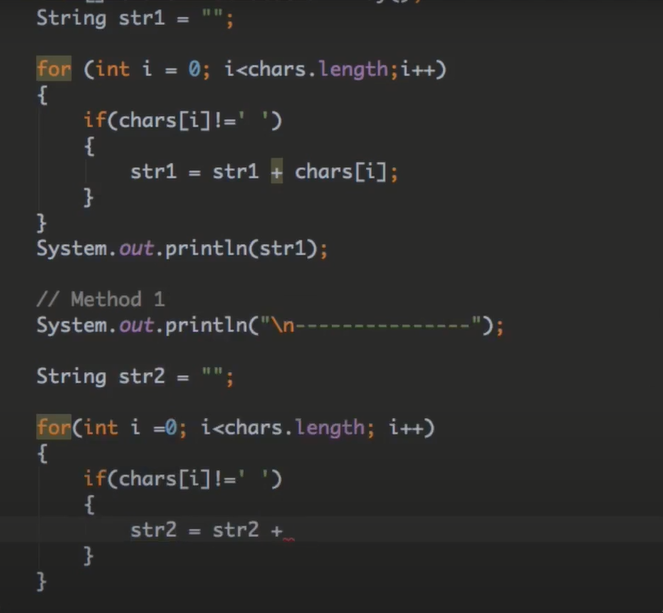 String str1 = "";
for (int i = 0; i<chars.length;i++)
{
if(chars[i]!=' ')
{
str1 = str1 + chars[i];
}
}
System.out.println(str1);
// Method 1
System.out.println("\n---------------");
String str2 = "";
for(int i =0; i<chars.length; i++)
{
if(chars[i]!=' ')
{
str2 = str2 +
}
}